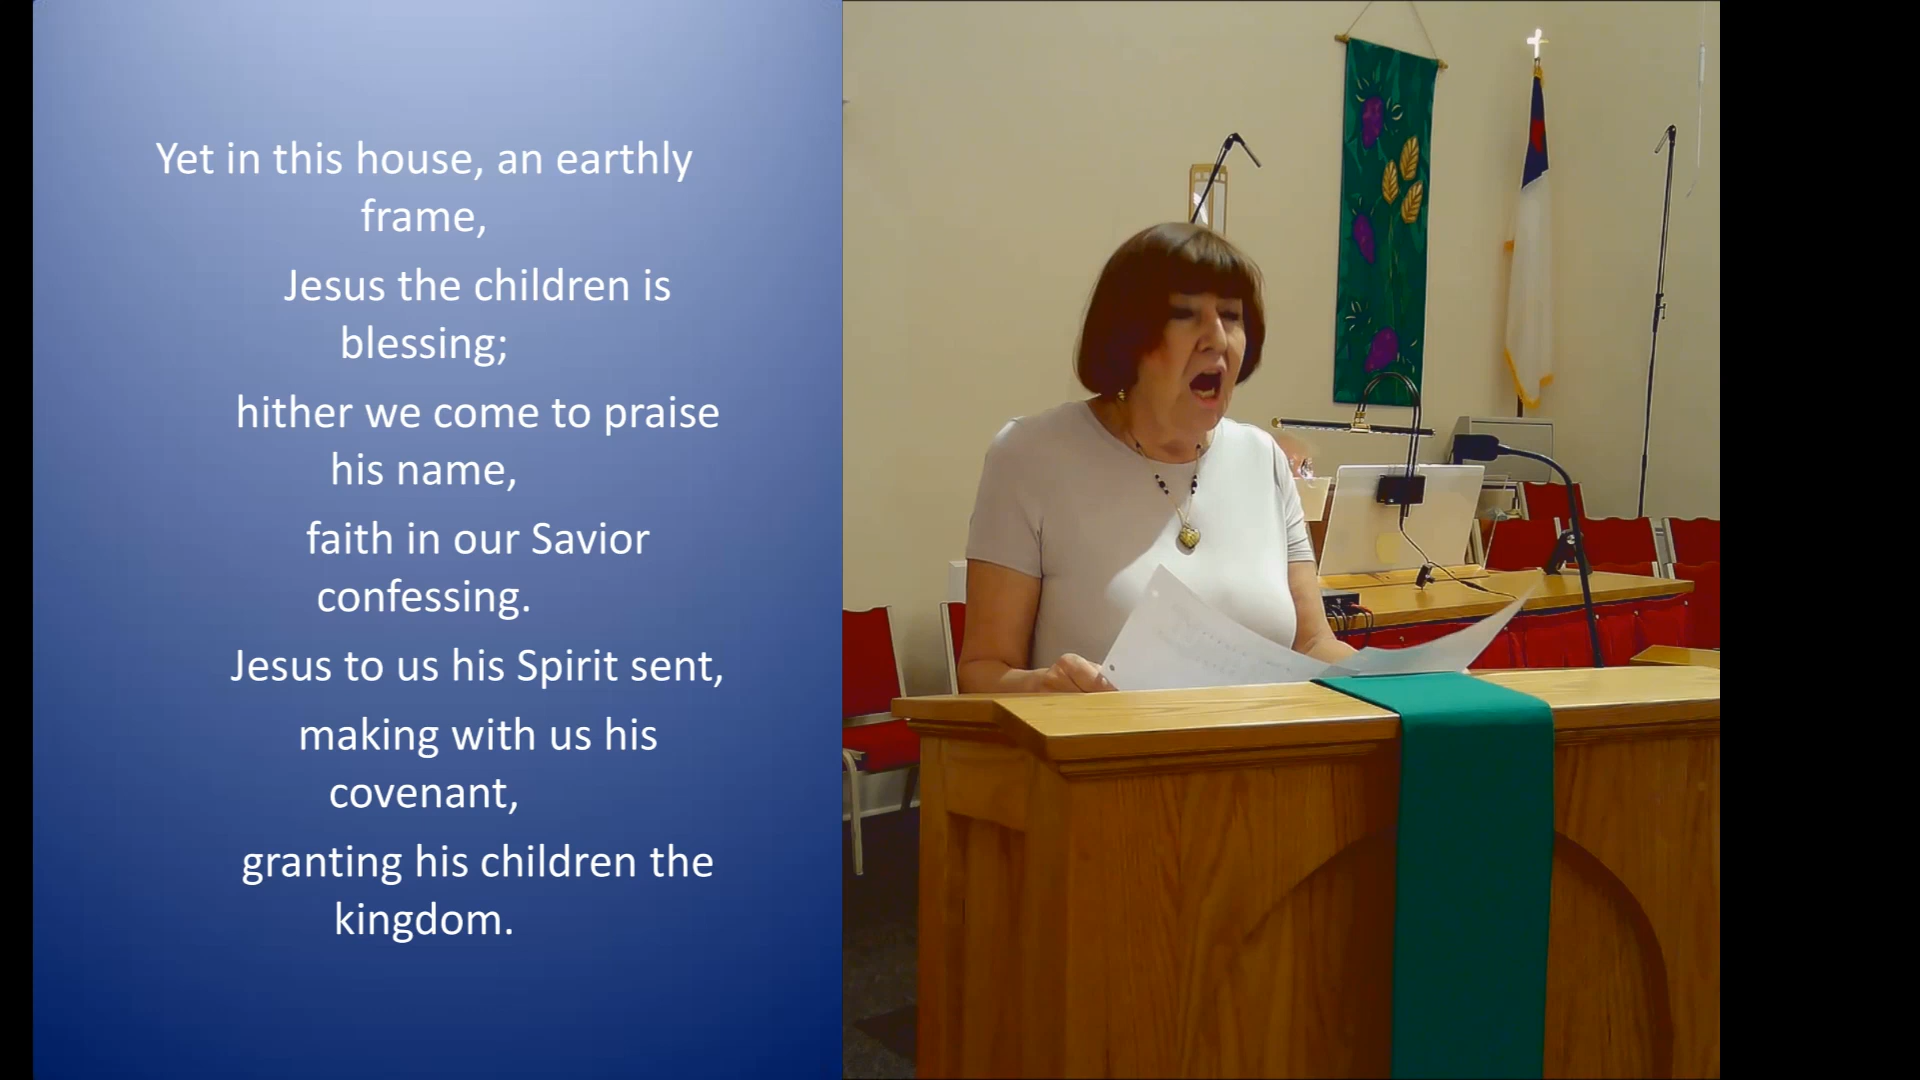 Yet in this house, an earthly
frame,
Jesus the children is
blessing;
hither we come to praise
his name,
faith in our Savior
confessing.
Jesus to us his Spirit sent,
making with us his
covenant,
granting his children the
kingdom.